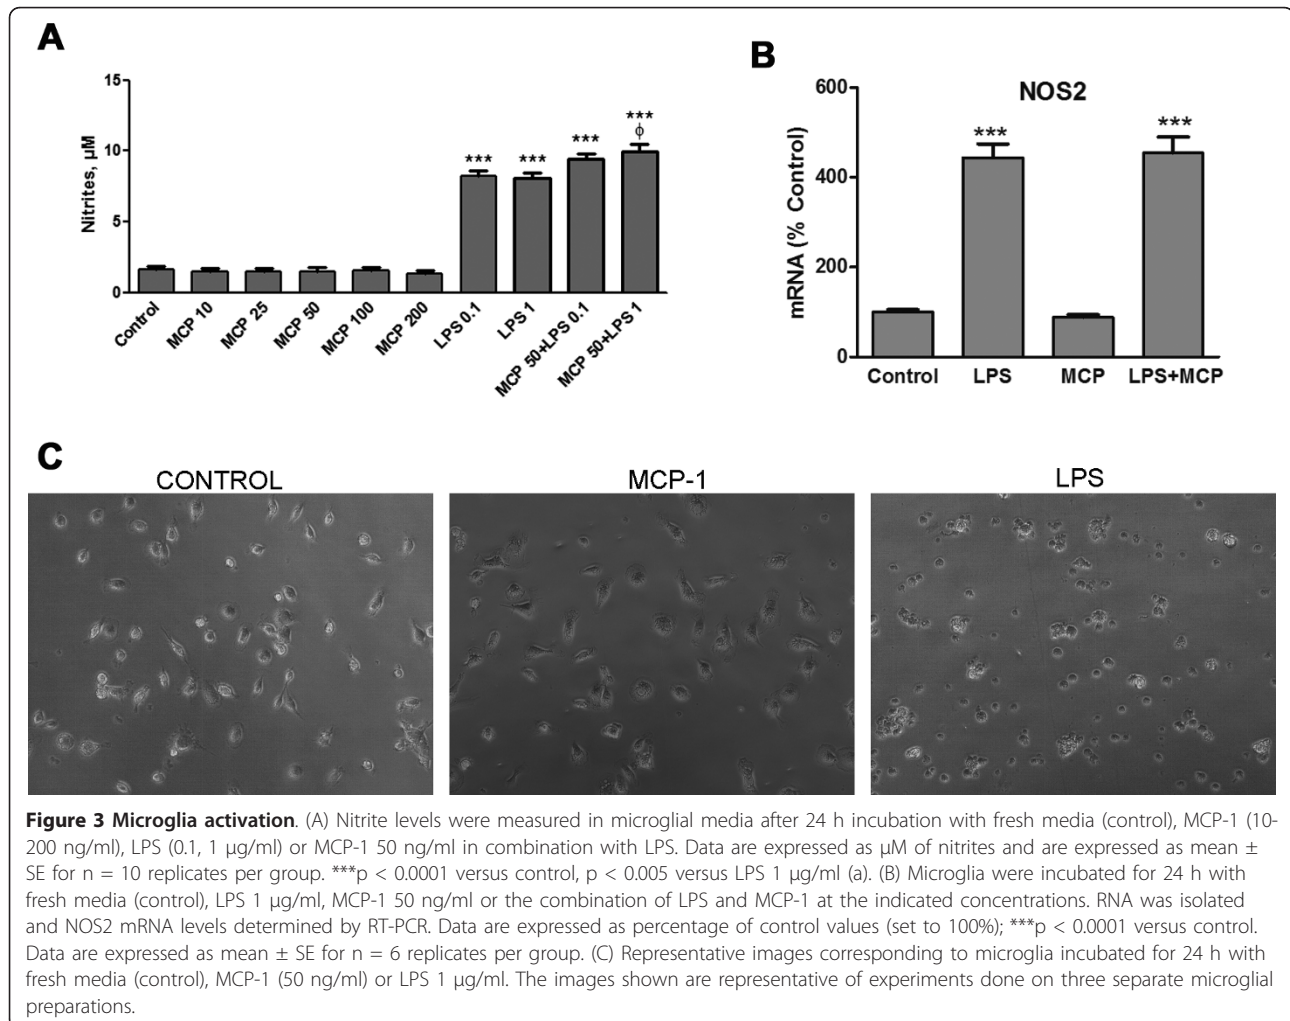 A
Nitrites, µM
15
10
5
0
***
***
***
***
ϕ
Control
MCP 10
MCP 25
MCP 50
MCP 100
MCP 200
LPS 0.1
LPS 1
MCP 50+LPS 0.1
MCP 50+LPS 1
B
NOS2
mRNA (% Control)
600
400
200
0
***
***
Control
LPS
MCP
LPS+MCP
C
CONTROL
MCP-1
LPS
Figure 3 Microglia activation. (A) Nitrite levels were measured in microglial media after 24 h incubation with fresh media (control), MCP-1 (10-
200 ng/ml), LPS (0.1, 1 µg/ml) or MCP-1 50 ng/ml in combination with LPS. Data are expressed as µM of nitrites and are expressed as mean ±
SE for n = 10 replicates per group. ***p < 0.0001 versus control, p < 0.005 versus LPS 1 µg/ml (a). (B) Microglia were incubated for 24 h with
fresh media (control), LPS 1 µg/ml, MCP-1 50 ng/ml or the combination of LPS and MCP-1 at the indicated concentrations. RNA was isolated
and NOS2 mRNA levels determined by RT-PCR. Data are expressed as percentage of control values (set to 100%); ***p < 0.0001 versus control.
Data are expressed as mean ± SE for n = 6 replicates per group. (C) Representative images corresponding to microglia incubated for 24 h with
fresh media (control), MCP-1 (50 ng/ml) or LPS 1 µg/ml. The images shown are representative of experiments done on three separate microglial
preparations.